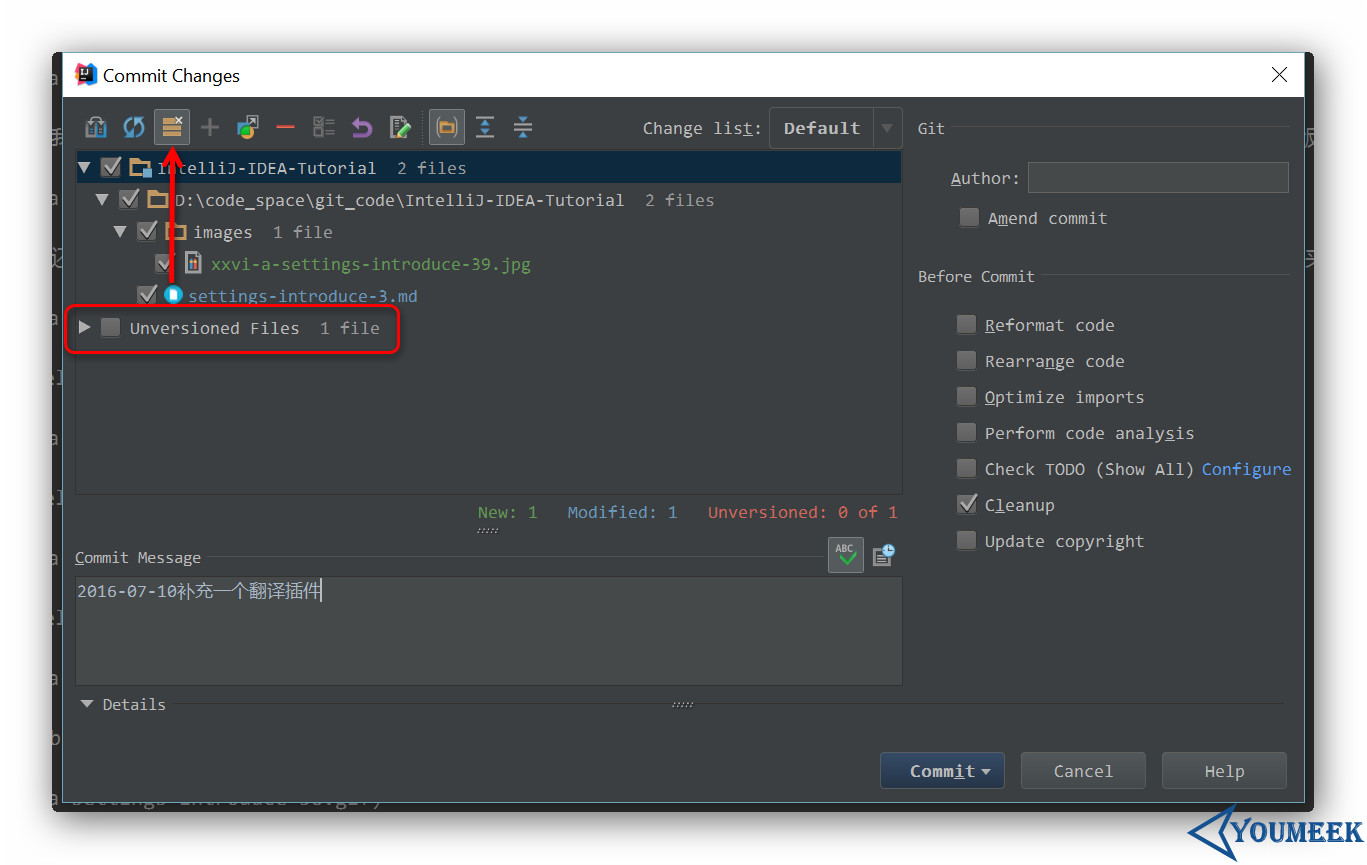 Commit Changes
Change list: Default
IntelliJ-IDEA-Tutorial 2 files
D:\code_space\git_code\IntelliJ-IDEA-Tutorial 2 files
images 1 file
xxvi-a-settings-introduce-39.jpg
settings-introduce-3.md
Unversioned Files 1 file
New: 1 Modified: 1 Unversioned: 0 of 1
Commit Message
ABC
2016-07-10补充一个翻译插件
Details
Git
Author:
Amend commit
Before Commit
Reformat code
Rearrange code
Optimize imports
Perform code analysis
Check TODO (Show All) Configure
Cleanup
Update copyright
Commit Cancel Help
YOUMEEK